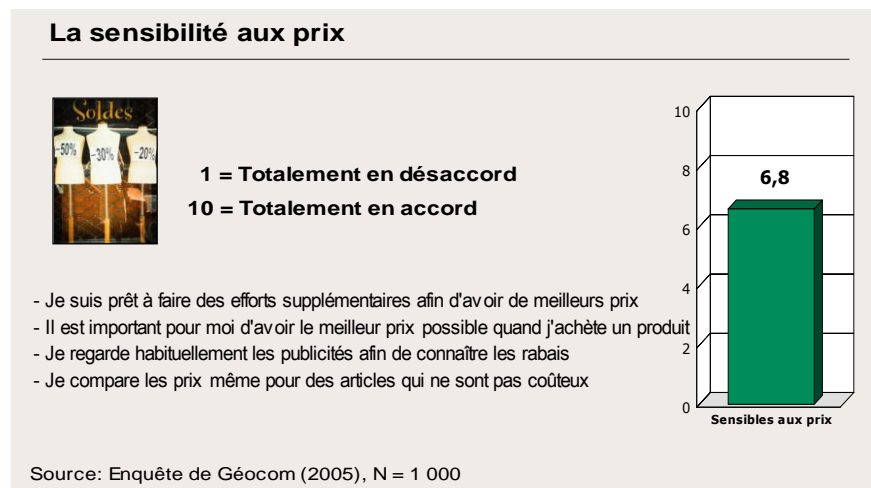 La sensibilité aux prix
Soldes
-50%
-30%
-20%
1 = Totalement en désaccord
10 = Totalement en accord
- Je suis prêt à faire des efforts supplémentaires afin d'avoir de meilleurs prix
- Il est important pour moi d'avoir le meilleur prix possible quand j'achète un produit
- Je regarde habituellement les publicités afin de connaître les rabais
- Je compare les prix même pour des articles qui ne sont pas coûteux
10
8
6
4
2
0
6,8
Sensibles aux prix
Source: Enquête de Géocom (2005), N = 1 000